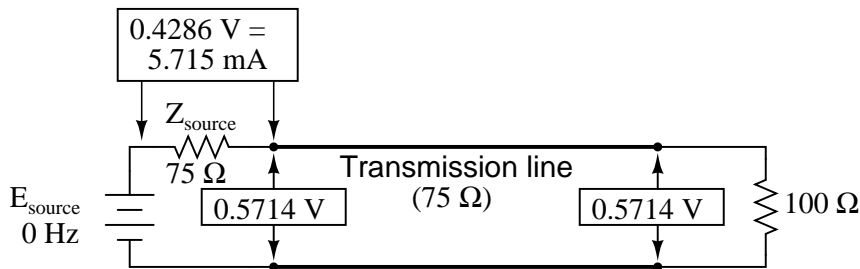 0.4286 V =
5.715 mA
Zsource
75 Ω
Transmission line
(75 Ω)
Esource
0 Hz
0.5714 V
0.5714 V
100 Ω